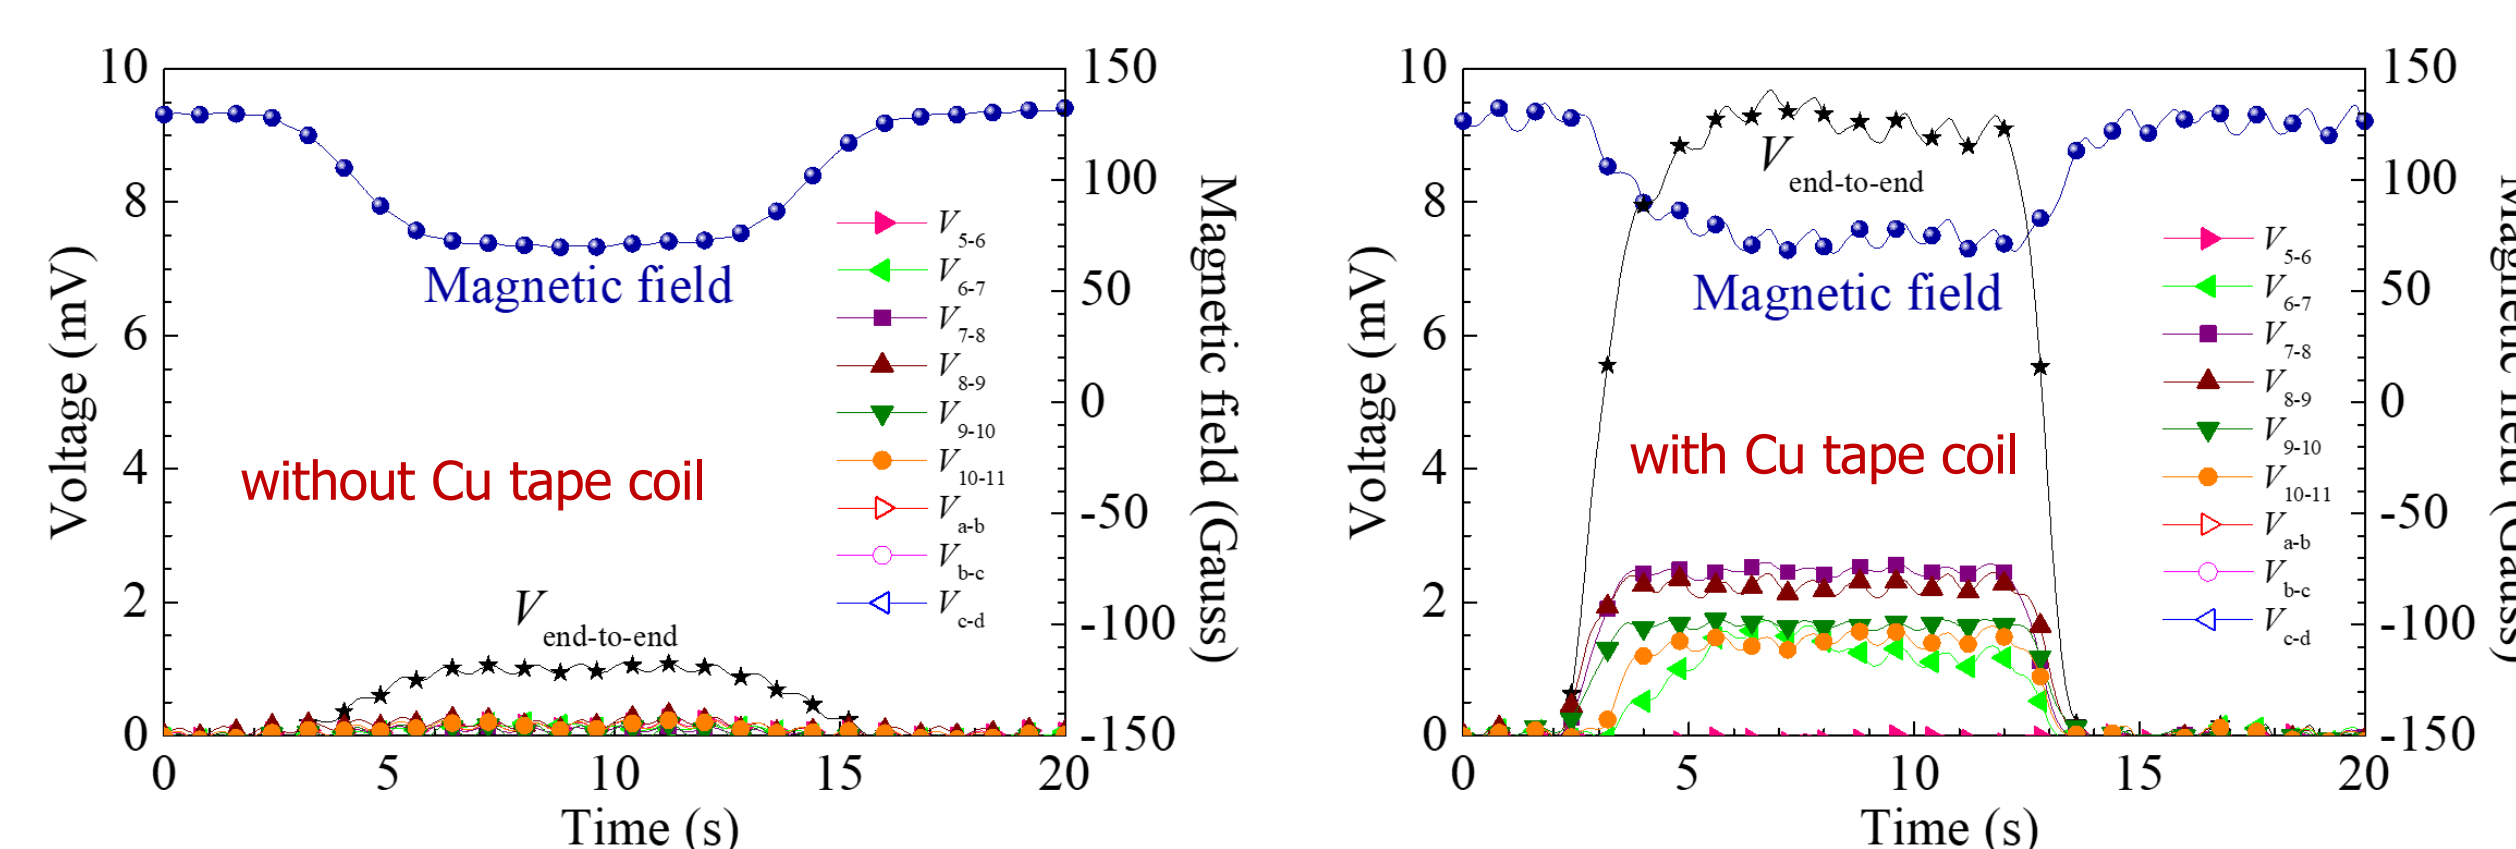 10
8
6
4
2
0
Voltage (mV)
0
5
10
15
20
Time (s)
150
100
50
0
-50
-100
-150
Magnetic field (Gauss)
Magnetic field
without Cu tape coil
V end-to-end
V 5-6
V 6-7
V 7-8
V 8-9
V 9-10
V 10-11
V a-b
V b-c
V c-d
10
8
6
4
2
0
Voltage (mV)
0
5
10
15
20
Time (s)
150
100
50
0
-50
-100
-150
Magnetic field (Gauss)
V end-to-end
Magnetic field
with Cu tape coil
V 5-6
V 6-7
V 7-8
V 8-9
V 9-10
V 10-11
V a-b
V b-c
V c-d